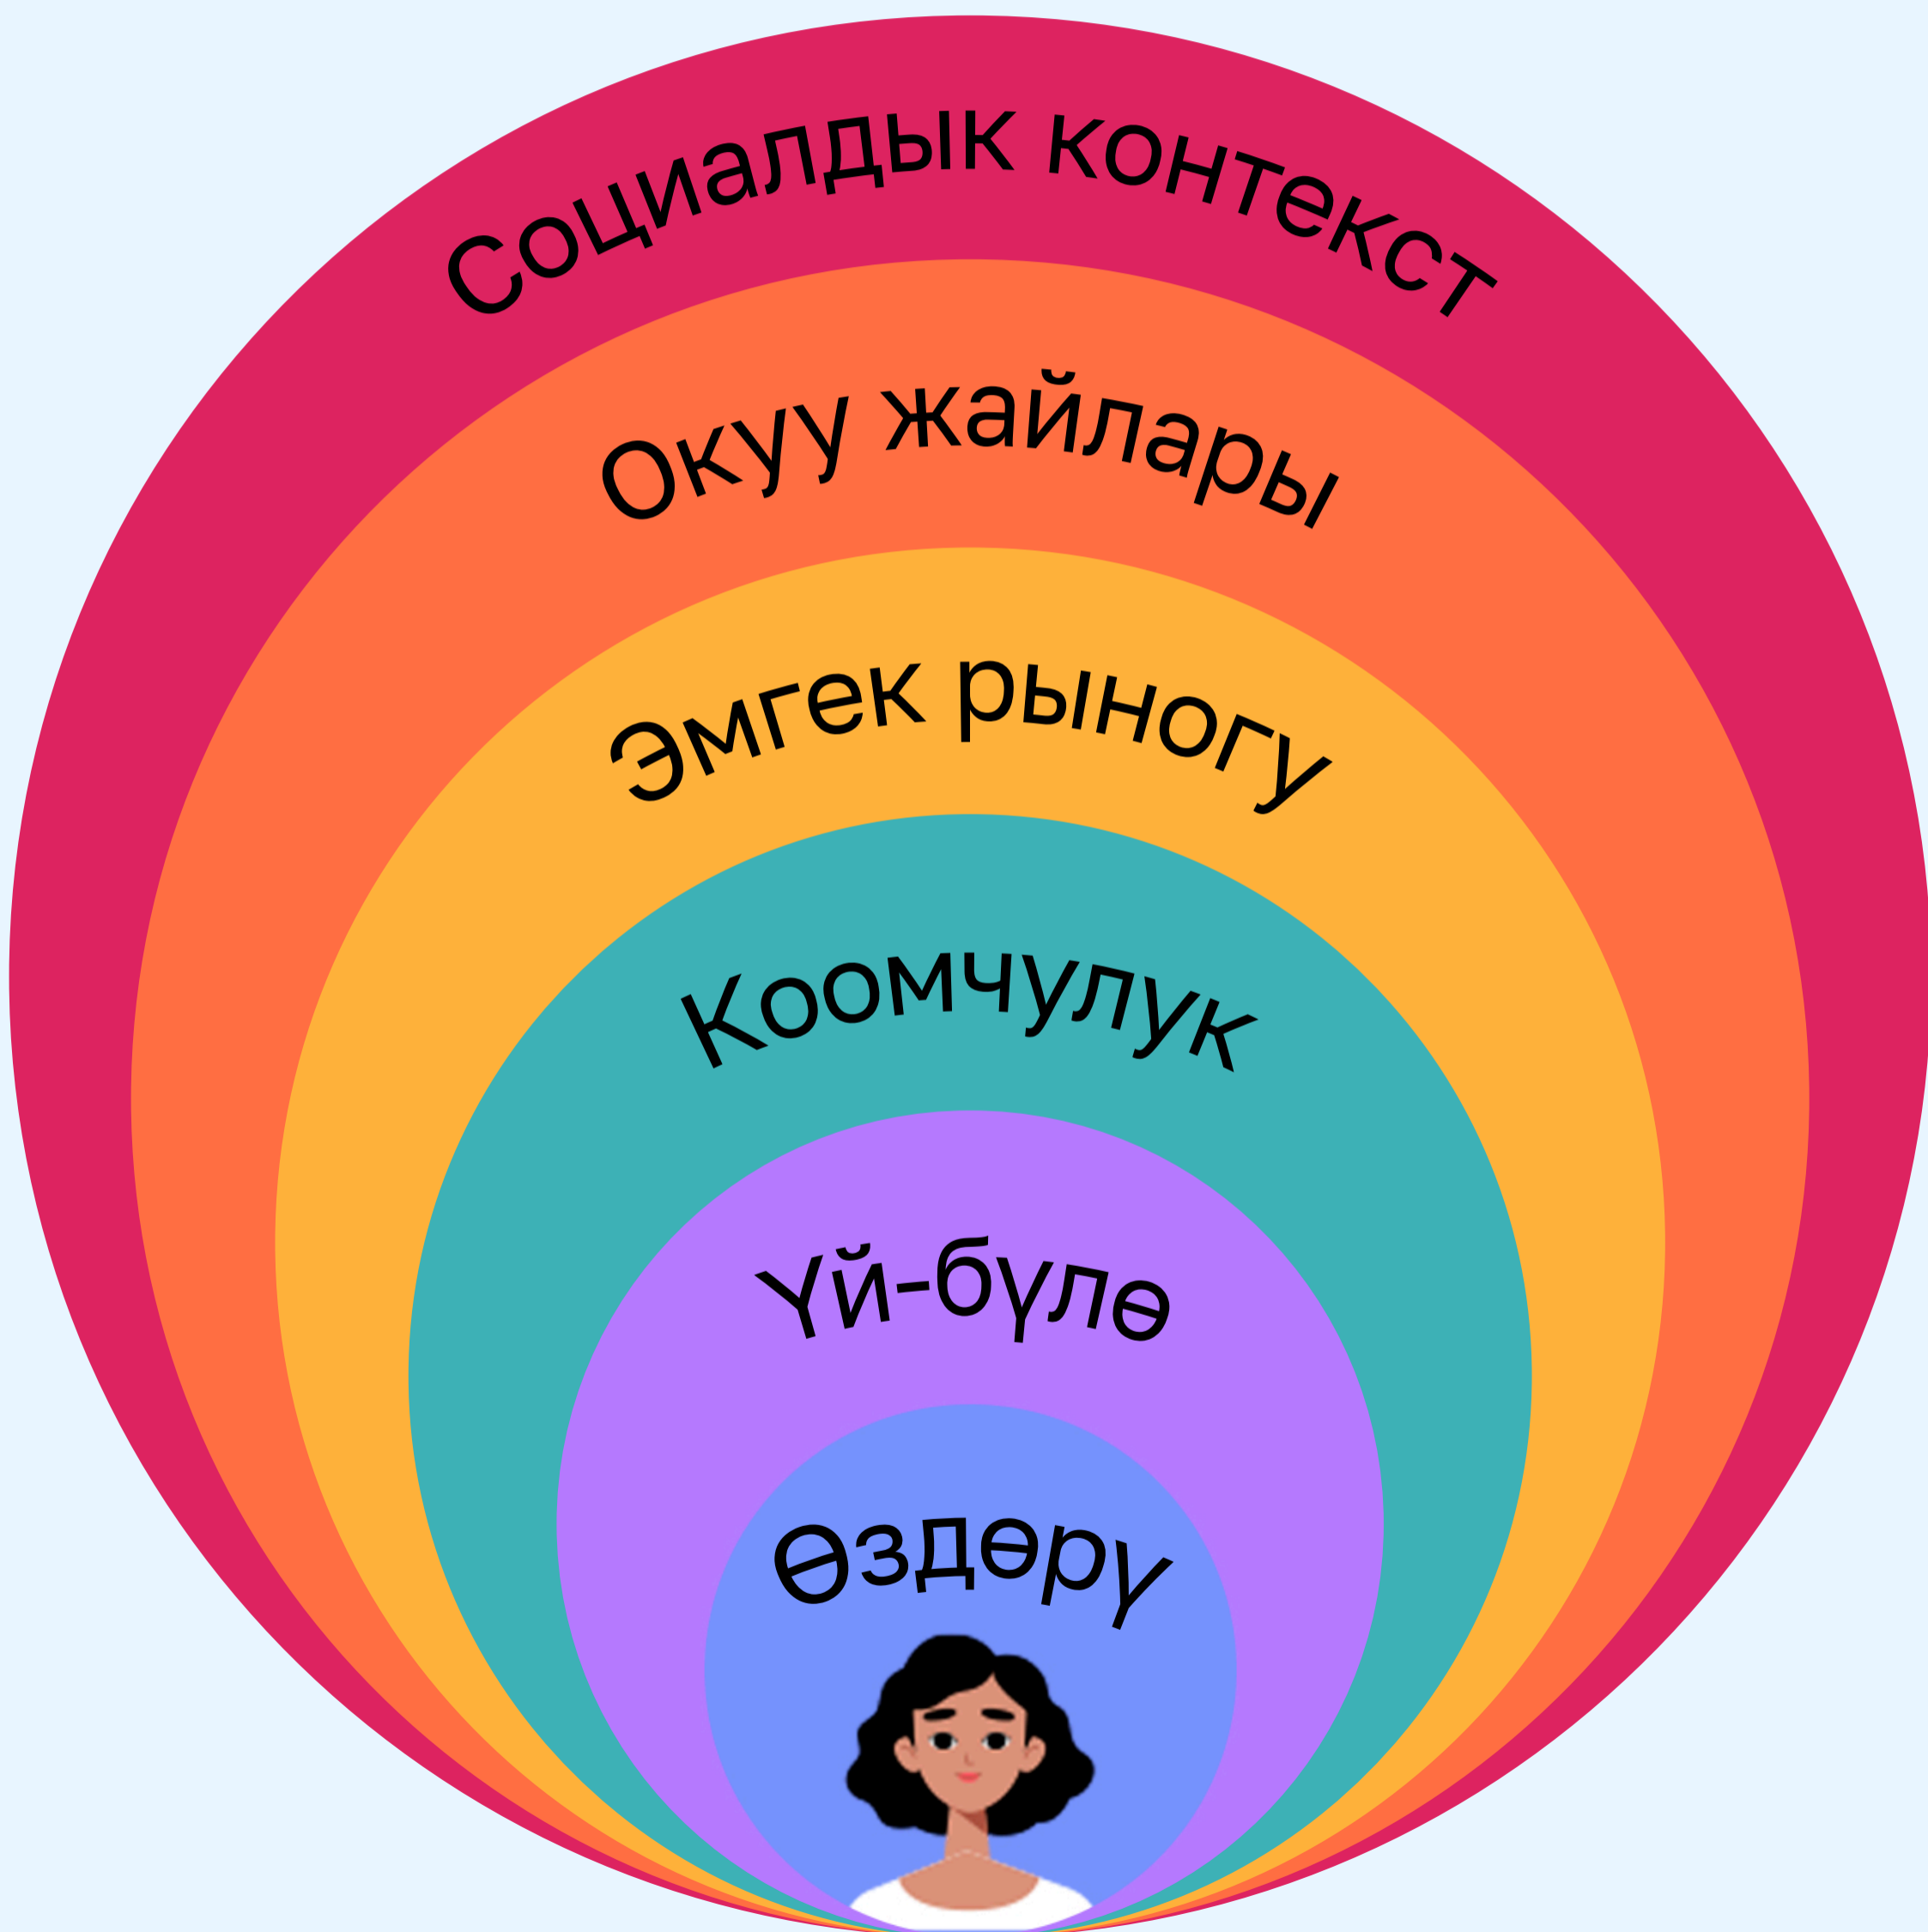 Социалдык контекст
Окуу жайлары
Эмгек рыногу
Коомчулук
Үй-бүлө
Өздөрү